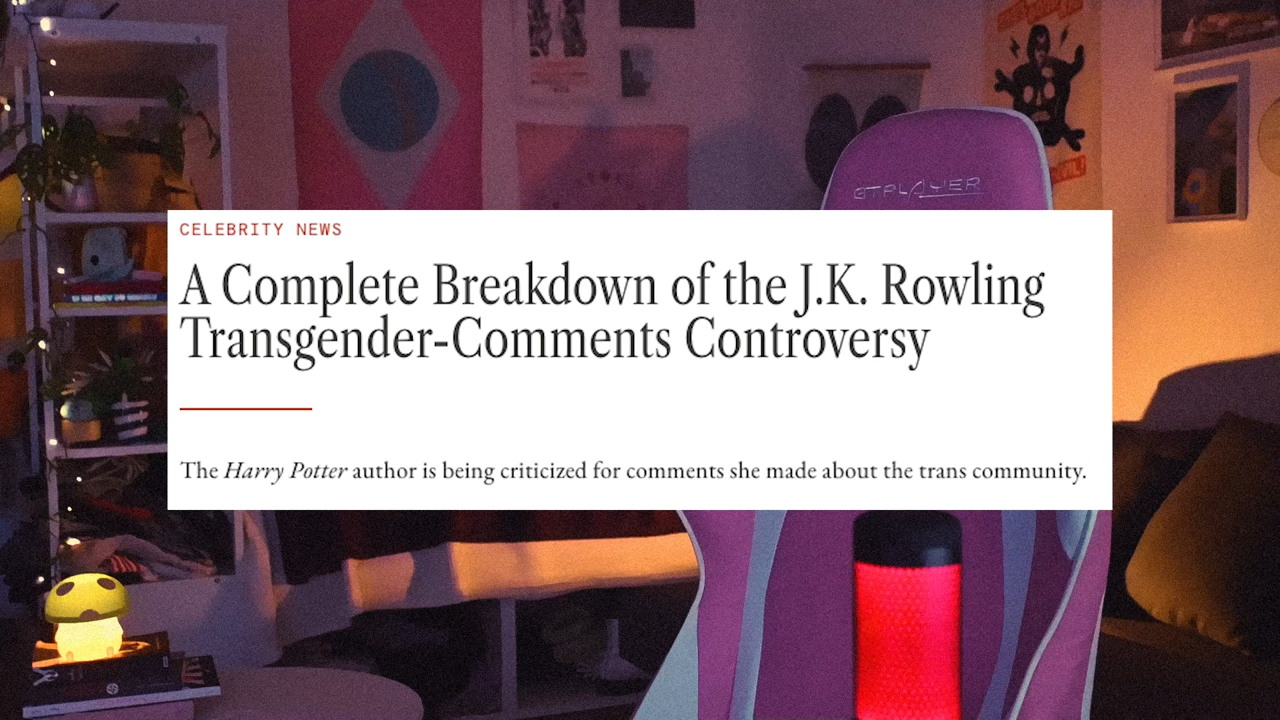 GTPLAYER
CELEBRITY NEWS
A Complete Breakdown of the J.K. Rowling
Transgender-Comments Controversy
The Harry Potter author is being criticized for comments she made about the trans community.